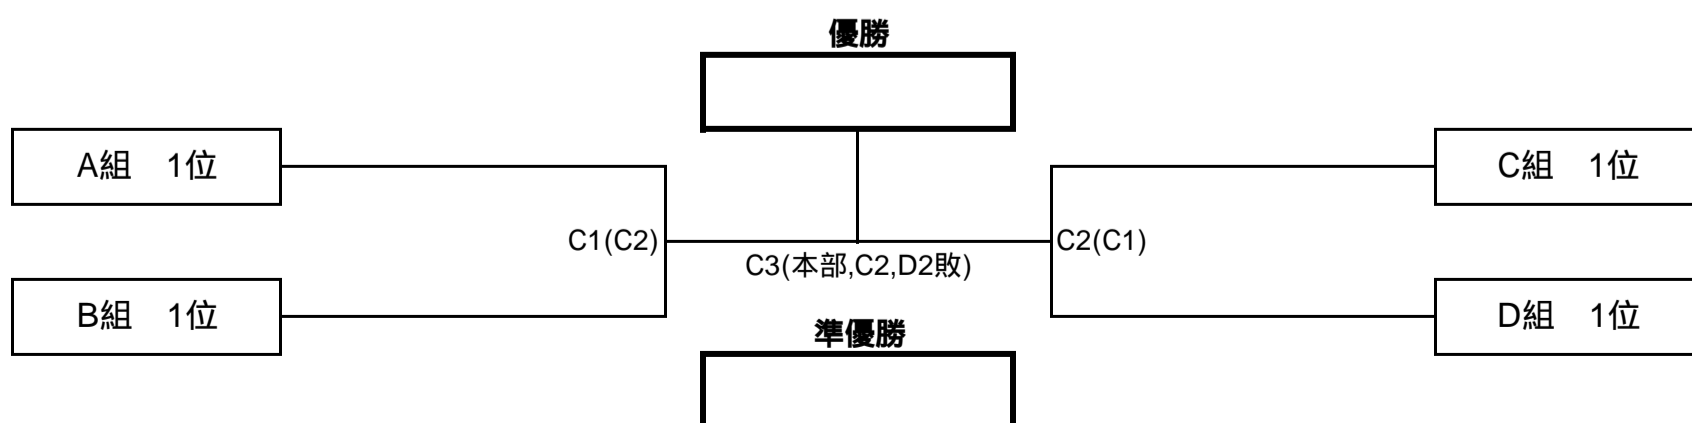 優勝
A組　1位
C組　1位
C1(C2)
C2(C1)
C3(本部,C2,D2敗)
B組　1位
D組　1位
準優勝